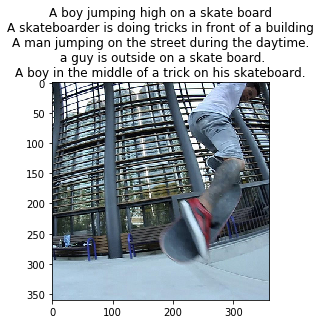 A boy jumping high on a skate board
A skateboarder is doing tricks in front of a building
A man jumping on the street during the daytime.
a guy is outside on a skate board.
A boy in the middle of a trick on his skateboard.
0
50
100
150
200
250
300
350
0 100 200 300